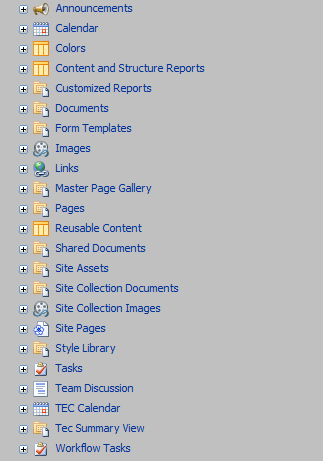 Announcements
Calendar
Colors
Content and Structure Reports
Customized Reports
Documents
Form Templates
Images
Links
Master Page Gallery
Pages
Reusable Content
Shared Documents
Site Assets
Site Collection Documents
Site Collection Images
Site Pages
Style Library
Tasks
Team Discussion
TEC Calendar
Tec Summary View
Workflow Tasks